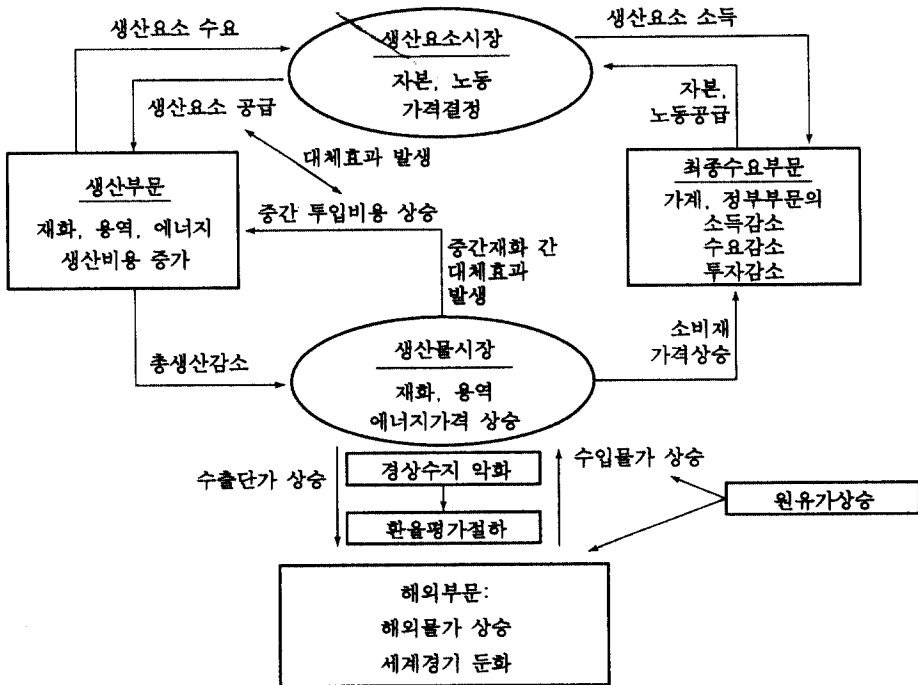 생산요소 수요
생산요소 소득
생산요소시장
자본, 노동
가격결정
생산요소 공급
자본,
노동공급
대체효과 발생
생산부문
재화, 용역, 에너지
생산비용 증가
최종수요부문
가계, 정부부문의
소득감소
수요감소
투자감소
중간 투입비용 상승
중간재화 간
대체효과
발생
총생산감소
생산물시장
재화, 용역
에너지가격 상승
소비재
가격상승
수출단가 상승
경상수지 악화
환율평가절하
수입물가 상승
원유가상승
해외부문:
해외물가 상승
세계경기 둔화